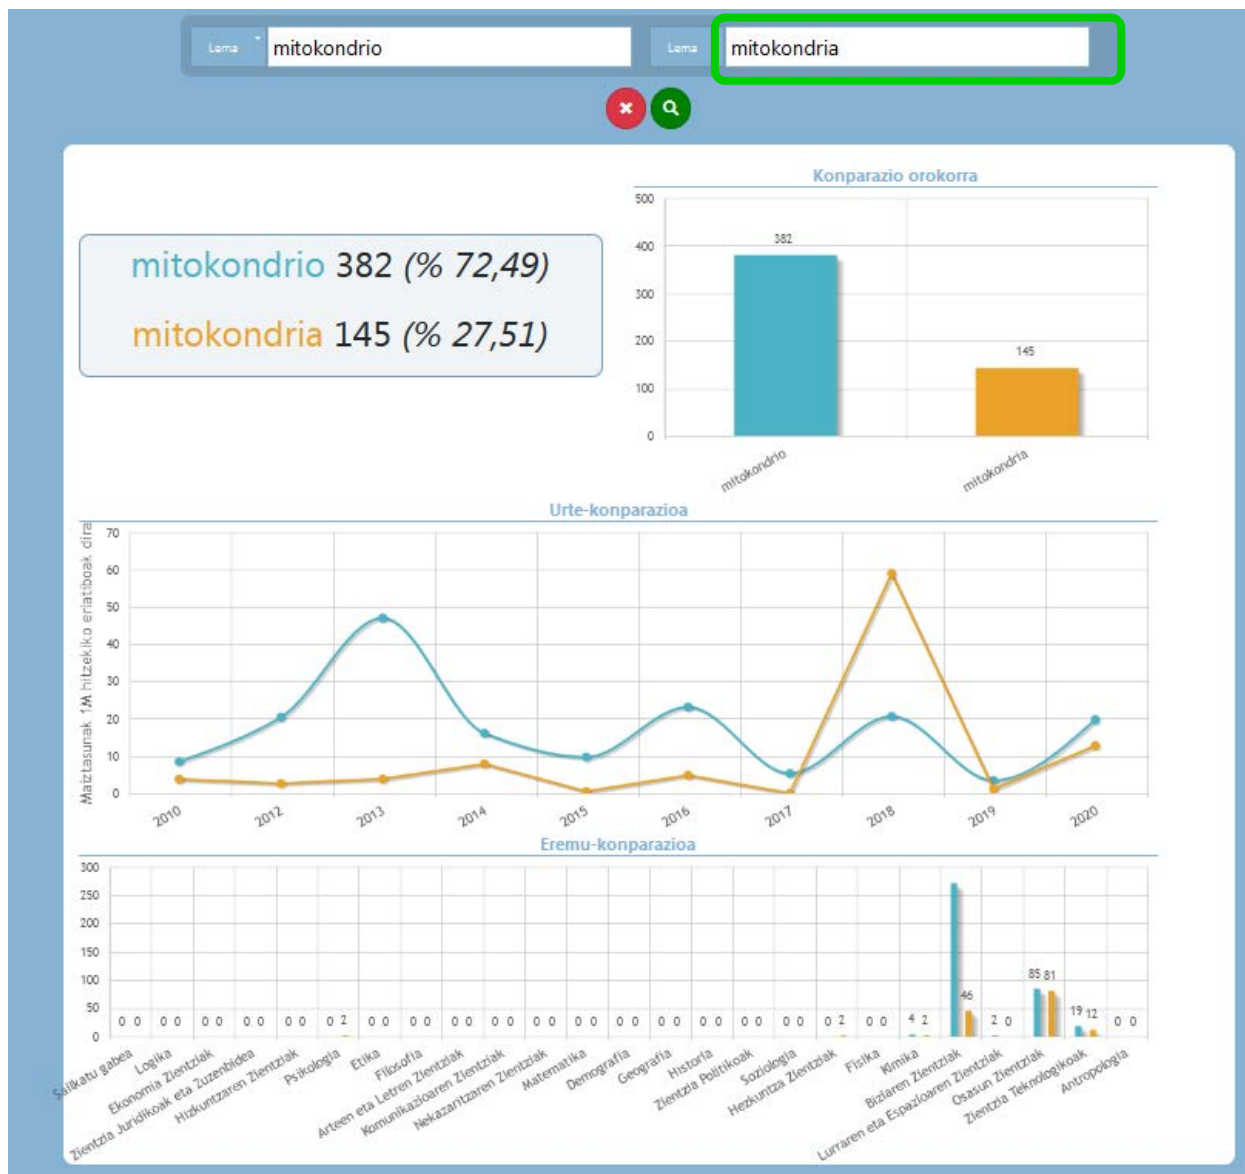 Lema mitokondrio Lema mitokondria
mitokondrio 382 (% 72,49)
mitokondria 145 (% 27,51)
Konparazio orokorra
500
400
300
200
100
0
382
145
mitokondrio
mitokondria
Urte-konparazioa
Maiztasunak 1M hitzekiko erlatiboak dira
70
60
50
40
30
20
10
0
2010 2012 2013 2014 2015 2016 2017 2018 2019 2020
Eremu-konparazioa
300
250
200
150
100
50
0
0 0 0 0 0 0 0 0 0 0 0 2 0 0 0 0 0 0 0 0 0 0 0 0 0 0 0 0 0 0 0 0 0 0 0 2 0 0 4 2 46 2 0 85 81 19 12 0 0
Sailkatu gabea
Logika
Ekonomia Zientziak
Zientzia Juridikoak eta Zuzenbidea
Hizkuntzaren Zientziak
Psikologia
Etika
Filosofia
Arteen eta Letren Zientziak
Komunikazioaren Zientziak
Nekazaritzaren Zientziak
Matematika
Demografia
Geografia
Historia
Zientzia Politikoak
Soziologia
Hezkuntza Zientziak
Fisika
Kimika
Biziaren Zientziak
Lurraren eta Espazioaren Zientziak
Osasun Zientziak
Zientzia Teknologikoak
Antropologia